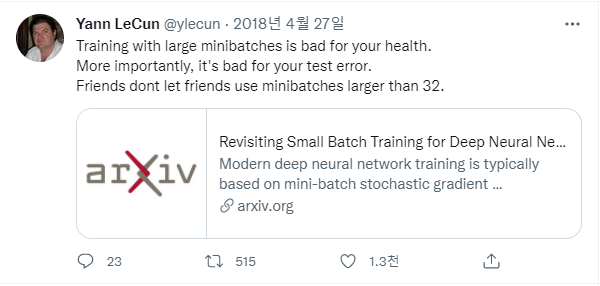 Yann LeCun @ylecun · 2018년 4월 27일
Training with large minibatches is bad for your health.
More importantly, it's bad for your test error.
Friends dont let friends use minibatches larger than 32.
arXiv
Revisiting Small Batch Training for Deep Neural Ne...
Modern deep neural network training is typically
based on mini-batch stochastic gradient ...
arxiv.org
23 515 1.3천